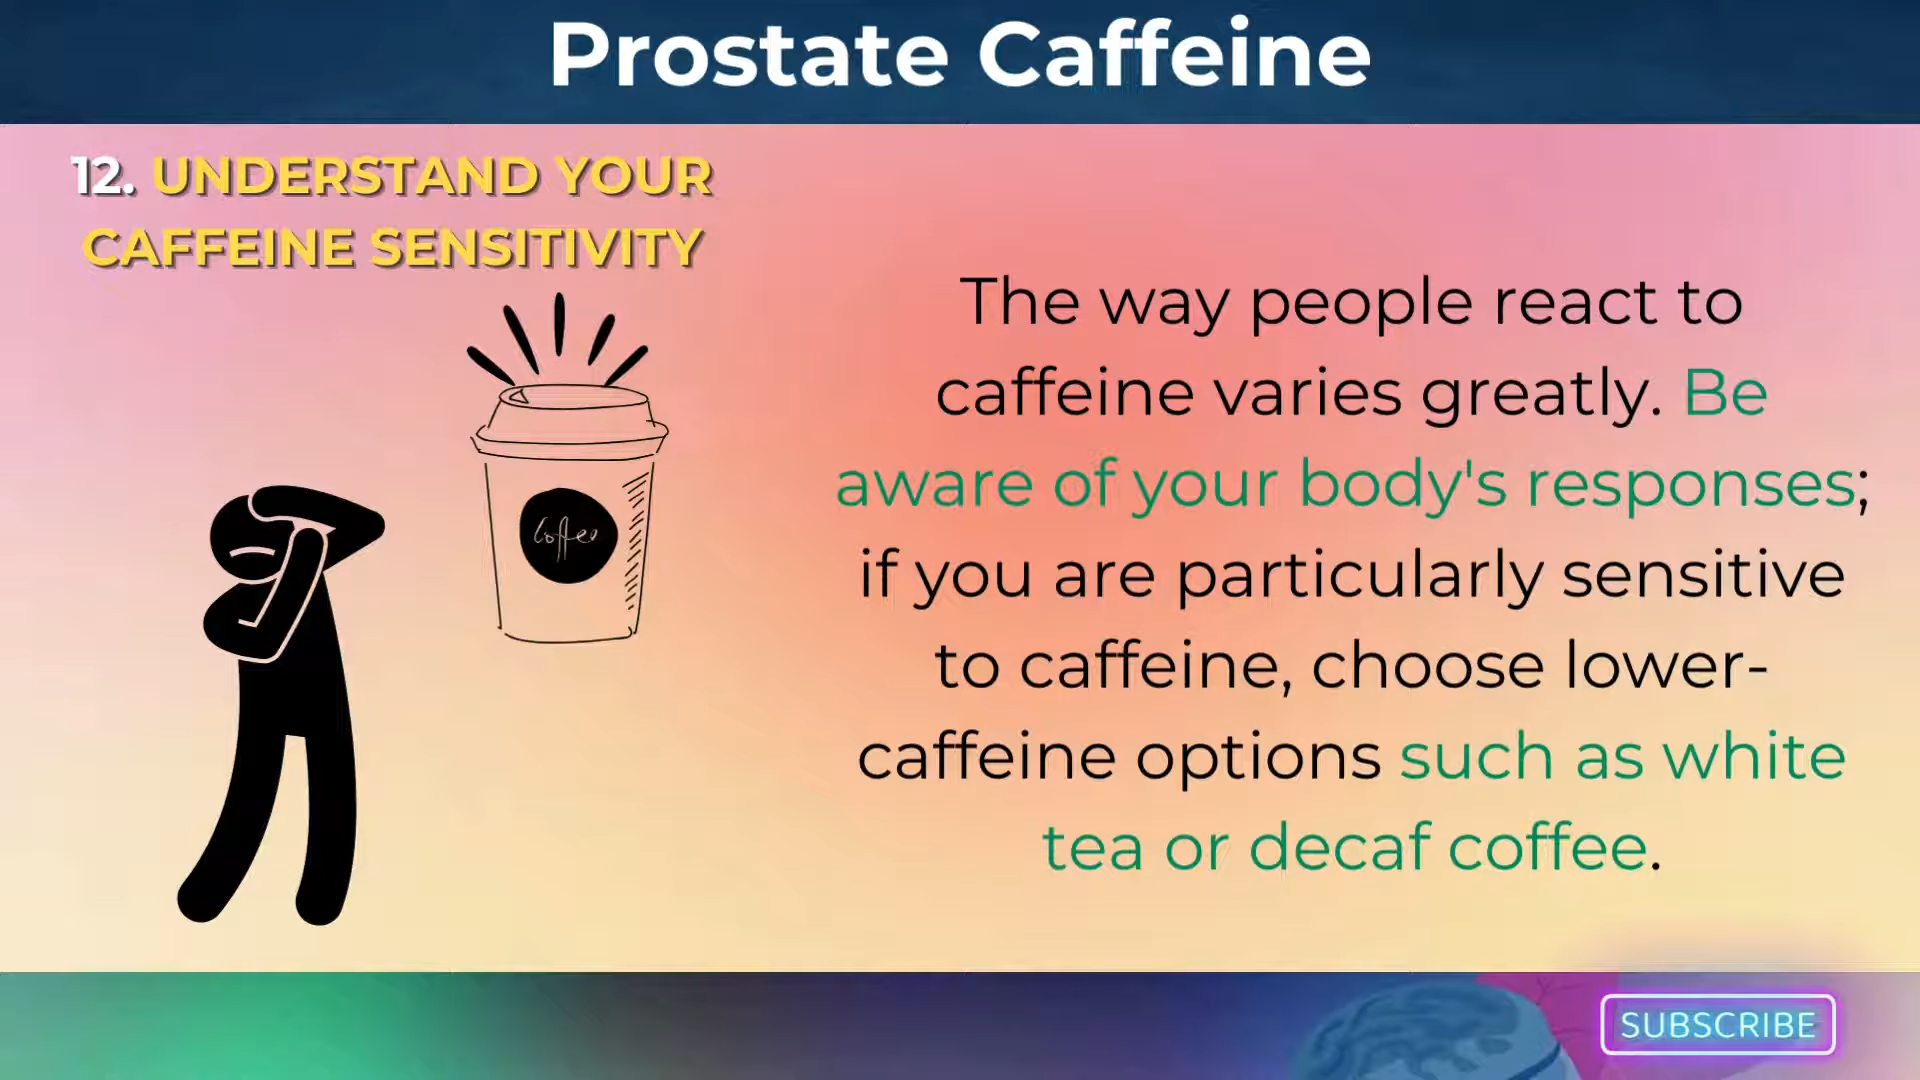 Prostate Caffeine
12. UNDERSTAND YOUR
CAFFEINE SENSITIVITY
Coffee
The way people react to
caffeine varies greatly. Be
aware of your body's responses;
if you are particularly sensitive
to caffeine, choose lower-
caffeine options such as white
tea or decaf coffee.
SUBSCRIBE